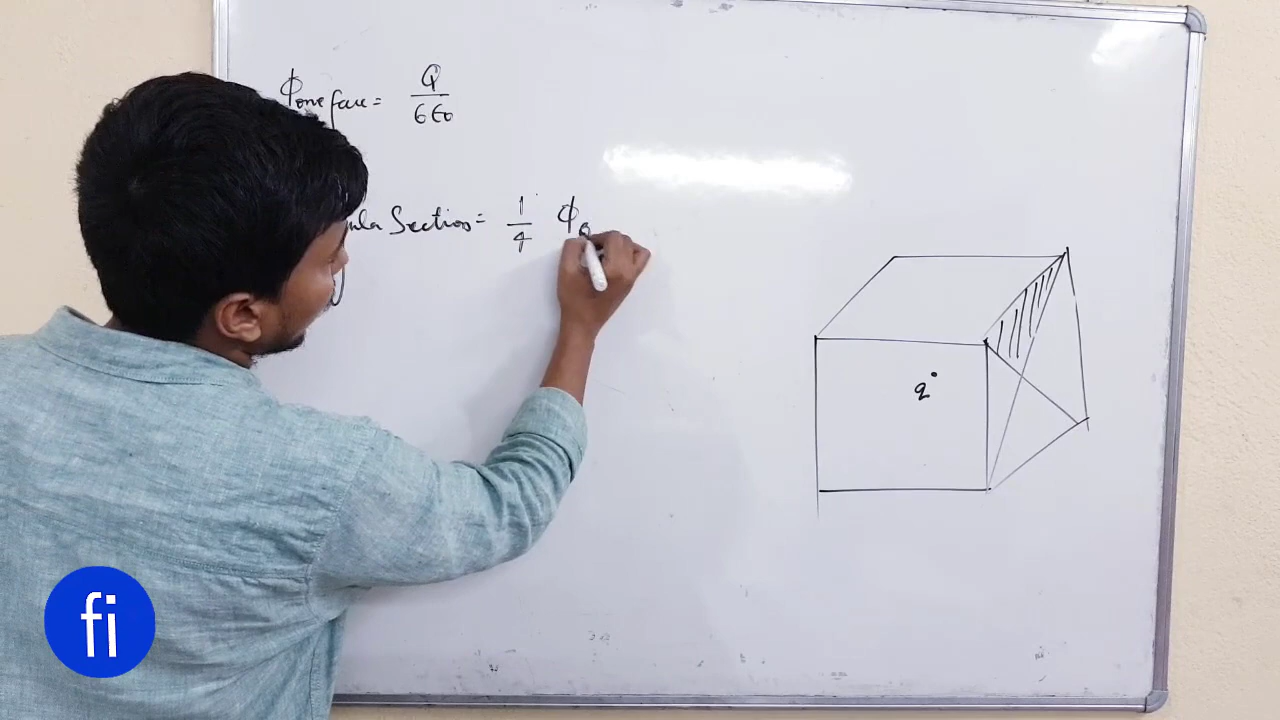 ϕone face = Q/6ϵ0
Section = 1/4 ϕ
q
fi